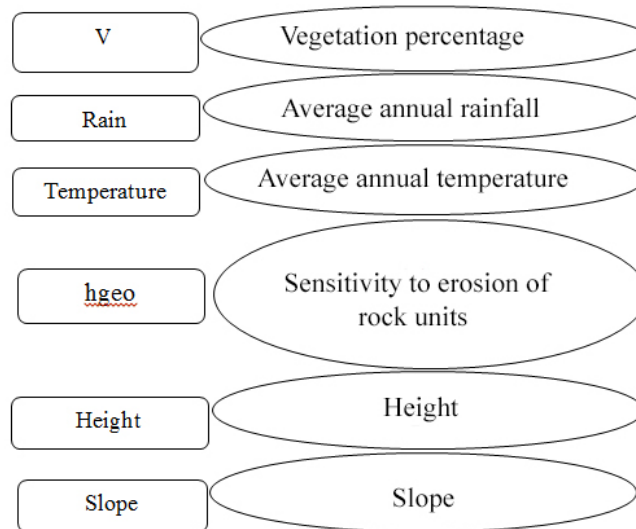 V
Vegetation percentage
Rain
Average annual rainfall
Temperature
Average annual temperature
hgeo
Sensitivity to erosion of
rock units
Height
Height
Slope
Slope